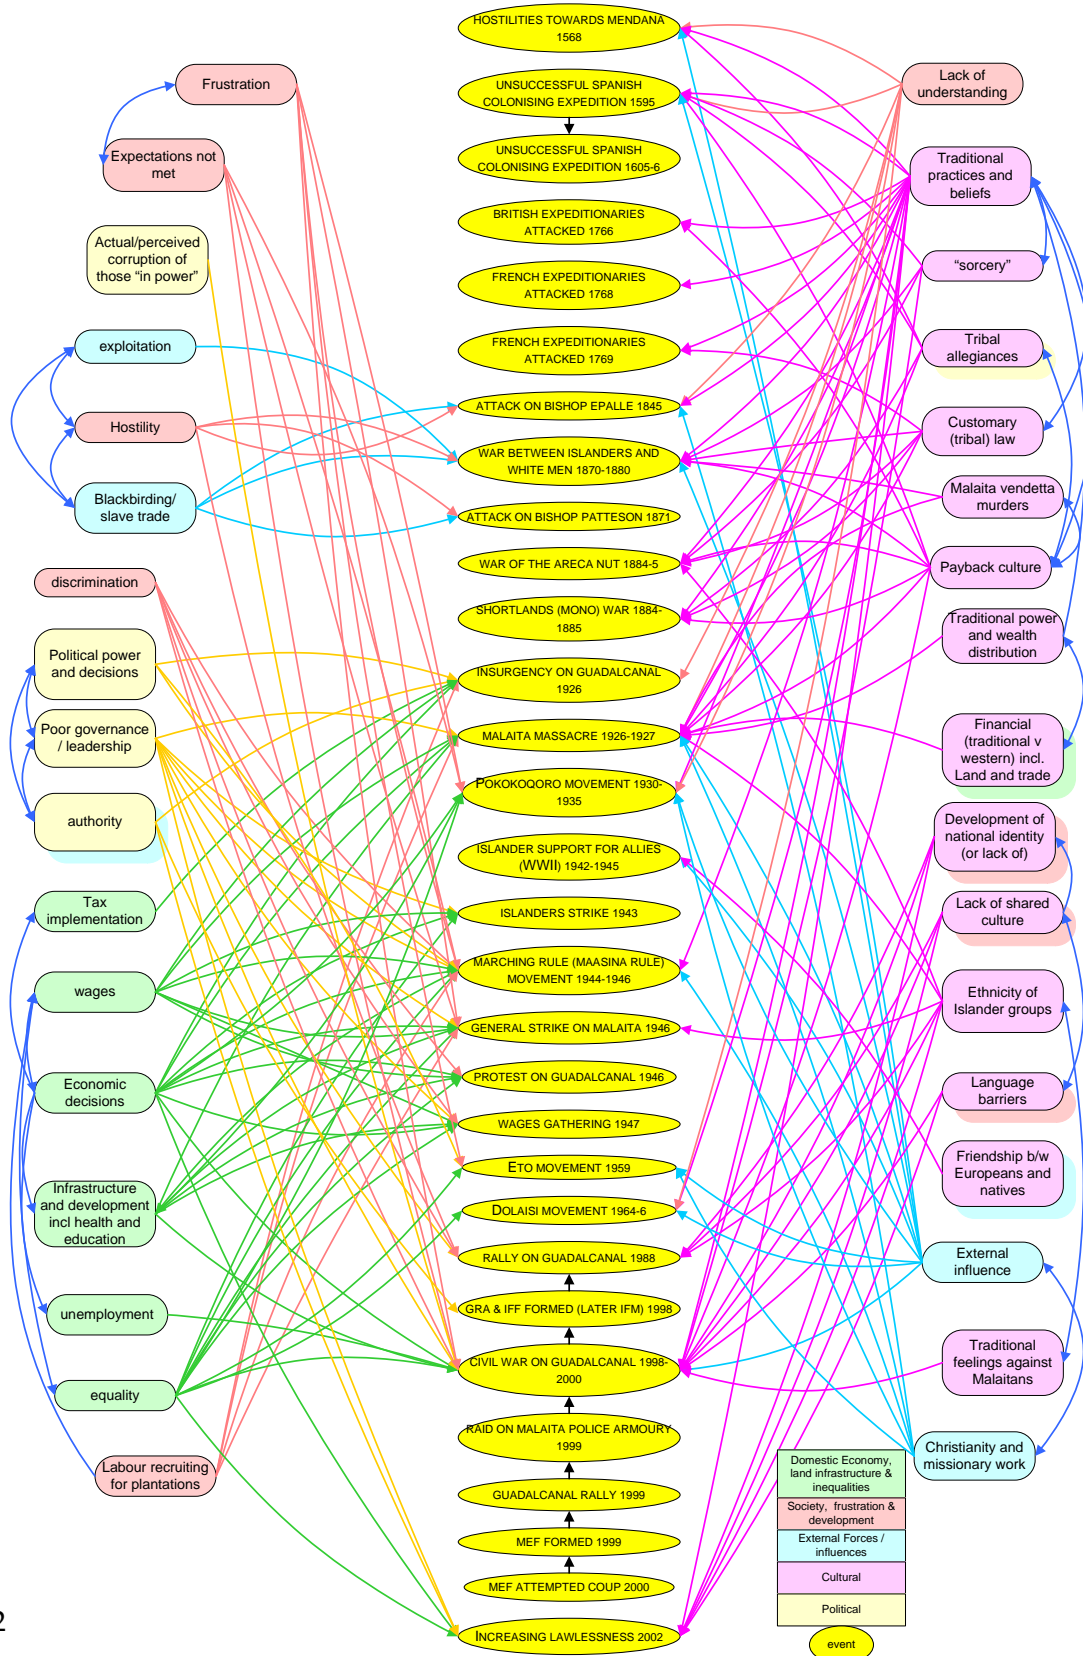 HOSTILITIES TOWARDS MENDANA
1568
UNSUCCESSFUL SPANISH
COLONISING EXPEDITION 1595
UNSUCCESSFUL SPANISH
COLONISING EXPEDITION 1605-6
BRITISH EXPEDITIONARIES
ATTACKED 1766
FRENCH EXPEDITIONARIES
ATTACKED 1768
FRENCH EXPEDITIONARIES
ATTACKED 1769
ATTACK ON BISHOP EPALLE 1845
WAR BETWEEN ISLANDERS AND
WHITE MEN 1870-1880
ATTACK ON BISHOP PATTESON 1871
WAR OF THE ARECA NUT 1884-5
SHORTLANDS (MONO) WAR 1884-
1885
INSURGENCY ON GUADALCANAL
1926
MALAITA MASSACRE 1926-1927
POKOKOQORO MOVEMENT 1930-
1935
ISLANDER SUPPORT FOR ALLIES
(WWII) 1942-1945
ISLANDERS STRIKE 1943
MARCHING RULE (MAASINA RULE)
MOVEMENT 1944-1946
GENERAL STRIKE ON MALAITA 1946
PROTEST ON GUADALCANAL 1946
WAGES GATHERING 1947
ETO MOVEMENT 1959
DOLAISI MOVEMENT 1964-6
RALLY ON GUADALCANAL 1988
GRA & IFF FORMED (LATER IFM) 1998
CIVIL WAR ON GUADALCANAL 1998-
2000
RAID ON MALAITA POLICE ARMOURY
1999
GUADALCANAL RALLY 1999
MEF FORMED 1999
MEF ATTEMPTED COUP 2000
INCREASING LAWLESSNESS 2002
Frustration
Expectations not
met
Actual/perceived
corruption of
those “in power”
exploitation
Hostility
Blackbirding/
slave trade
discrimination
Political power
and decisions
Poor governance
/ leadership
authority
Tax
implementation
wages
Economic
decisions
Infrastructure
and development
incl health and
education
unemployment
equality
Labour recruiting
for plantations
Lack of
understanding
Traditional
practices and
beliefs
“sorcery”
Tribal
allegiances
Customary
(tribal) law
Malaita vendetta
murders
Payback culture
Traditional power
and wealth
distribution
Financial
(traditional v
western) incl.
Land and trade
Development of
national identity
(or lack of)
Lack of shared
culture
Ethnicity of
Islander groups
Language
barriers
Friendship b/w
Europeans and
natives
External
influence
Traditional
feelings against
Malaitans
Christianity and
missionary work
Domestic Economy,
land infrastructure &
inequalities
Society, frustration &
development
External Forces /
influences
Cultural
Political
event
2